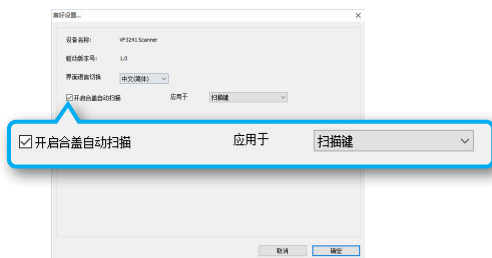 喜好设置...
设备名称: VF3241 Scanner
驱动版本号: 1.0
界面语言切换 中文(简体)
开启合盖自动扫描 应用于 扫描键
开启合盖自动扫描 应用于 扫描键
取消 确定